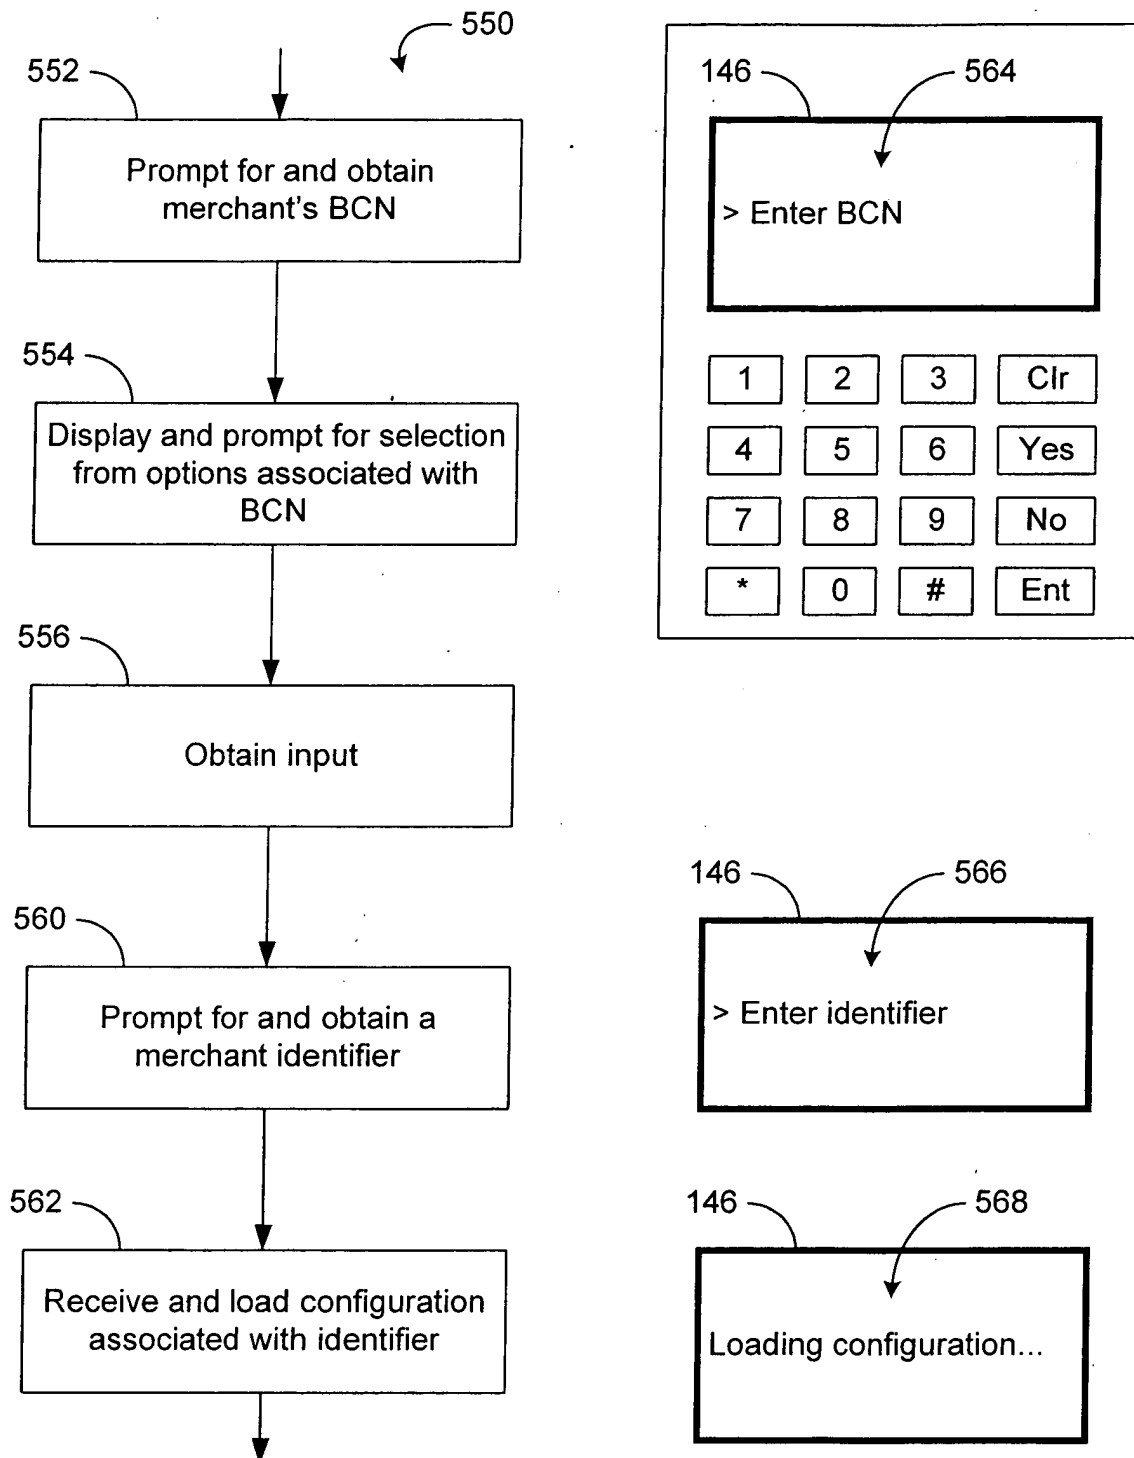 550
552
Prompt for and obtain
merchant's BCN
554
Display and prompt for selection
from options associated with
BCN
556
Obtain input
560
Prompt for and obtain a
merchant identifier
562
Receive and load configuration
associated with identifier
146
564
> Enter BCN
1 2 3 Clr
4 5 6 Yes
7 8 9 No
* 0 # Ent
146
566
> Enter identifier
146
568
Loading configuration...